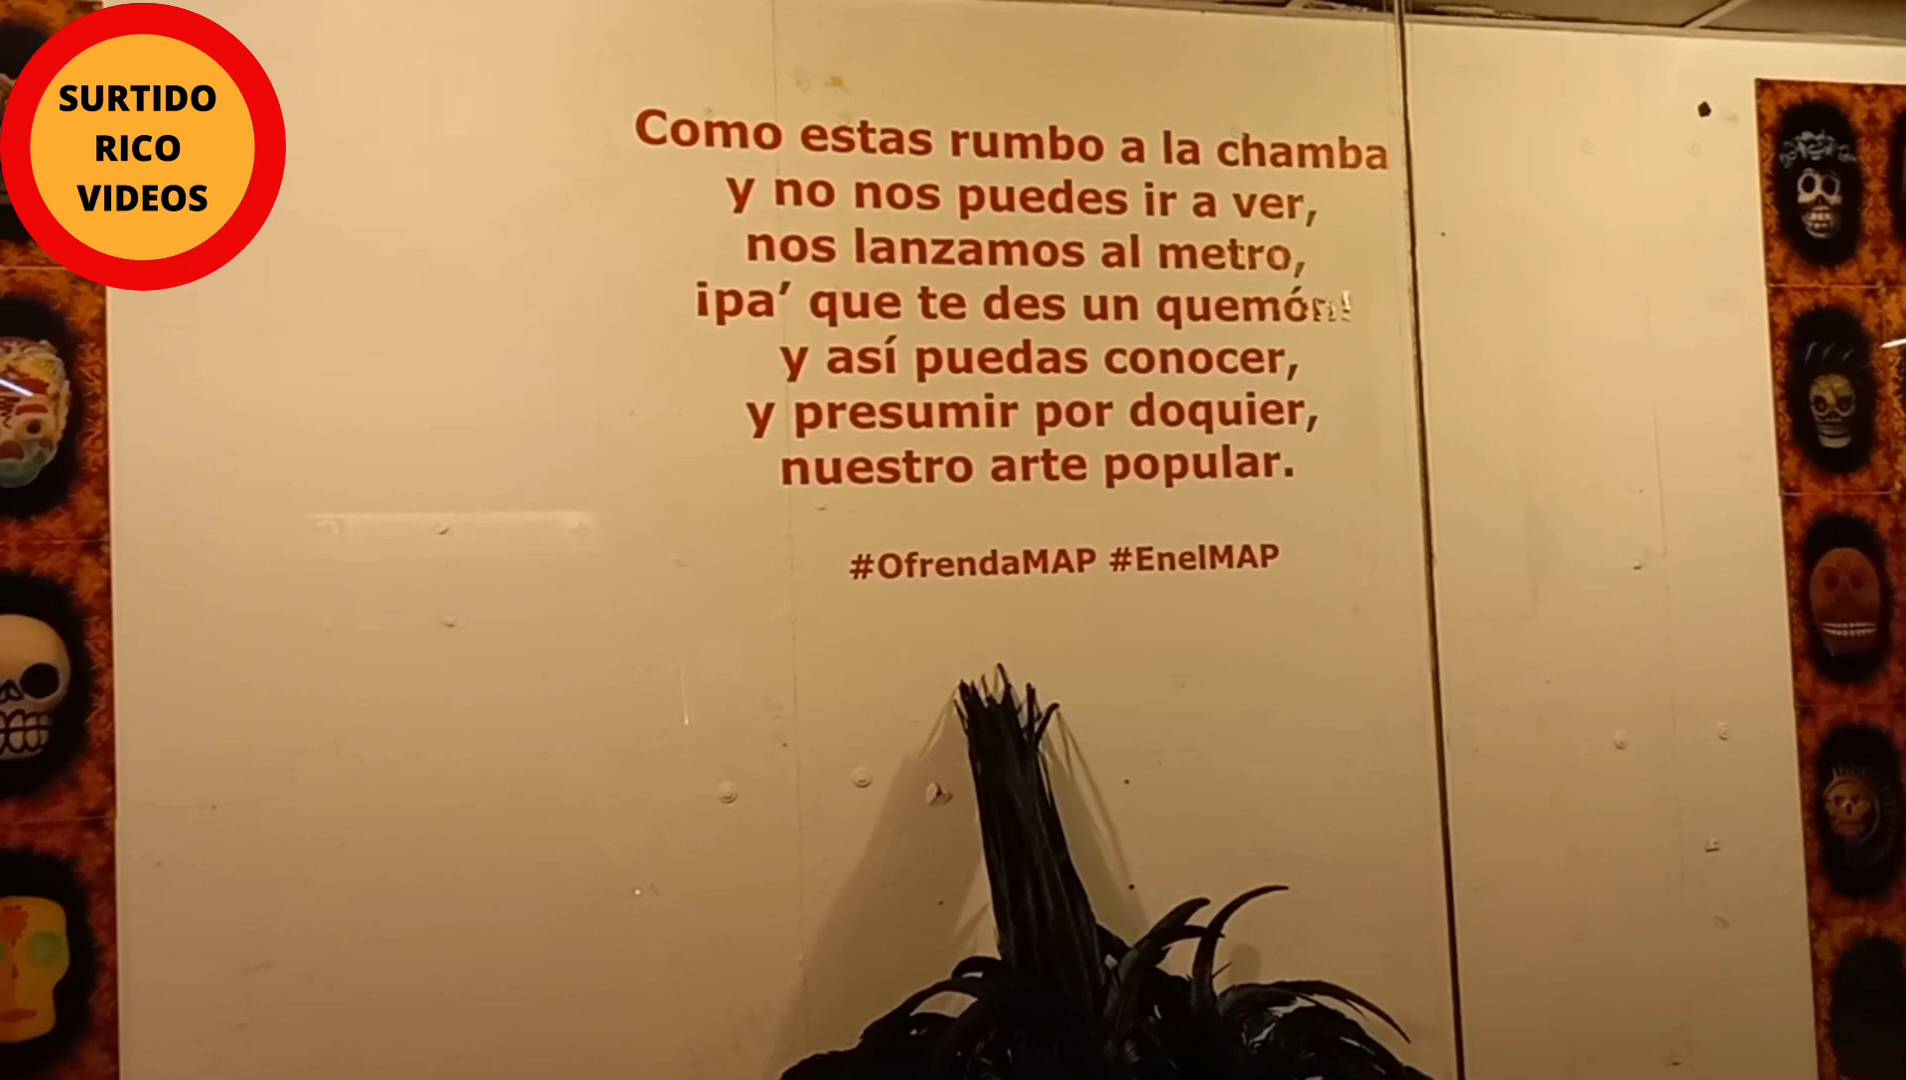 SURTIDO
RICO
VIDEOS
Como estas rumbo a la chamba
y no nos puedes ir a ver,
nos lanzamos al metro,
¡pa’ que te des un quemón!
y así puedas conocer,
y presumir por doquier,
nuestro arte popular.
#OfrendaMAP #EnelMAP